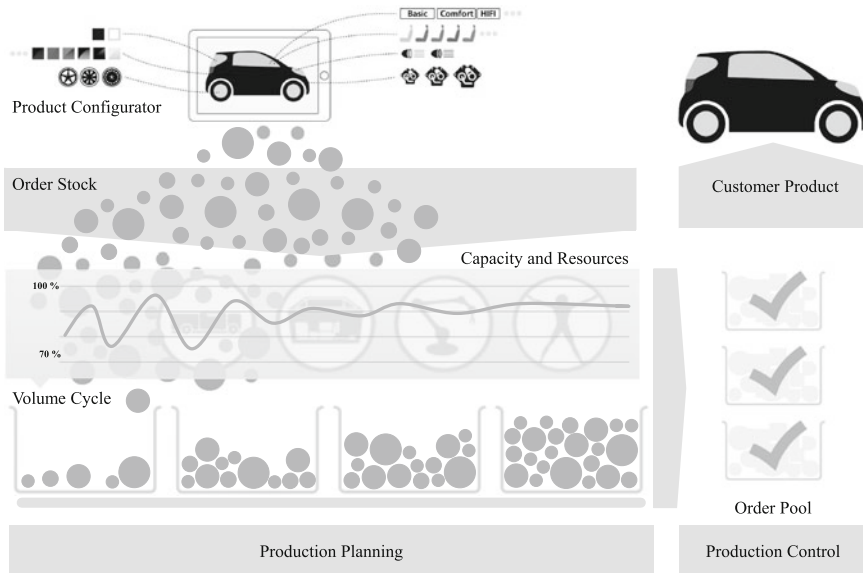 Basic Comfort HIFI
Product Configurator
Order Stock
Customer Product
Capacity and Resources
100 %
70 %
Volume Cycle
Order Pool
Production Planning
Production Control